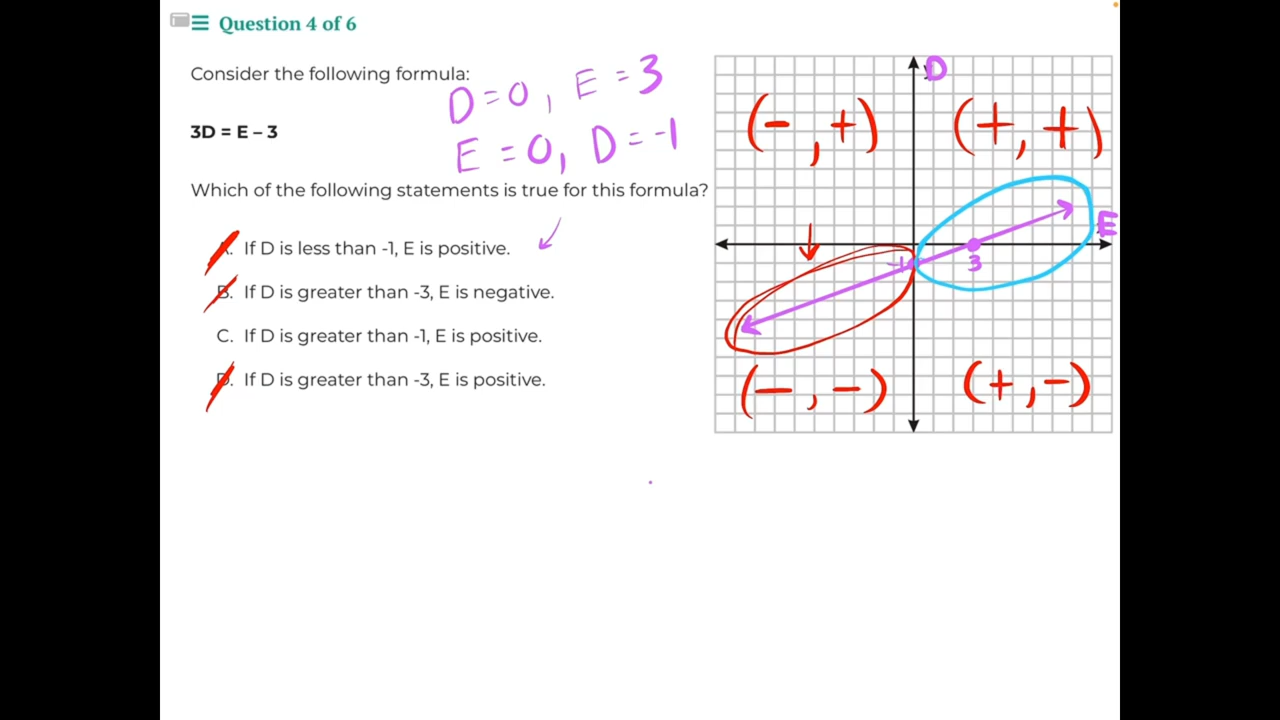 Question 4 of 6
Consider the following formula:
D = 0, E = 3
3D = E – 3
E = 0, D = -1
Which of the following statements is true for this formula?
A. If D is less than -1, E is positive.
B. If D is greater than -3, E is negative.
C. If D is greater than -1, E is positive.
D. If D is greater than -3, E is positive.
D
(-, +) (+, +)
E
-1 3
(-, -) (+, -)